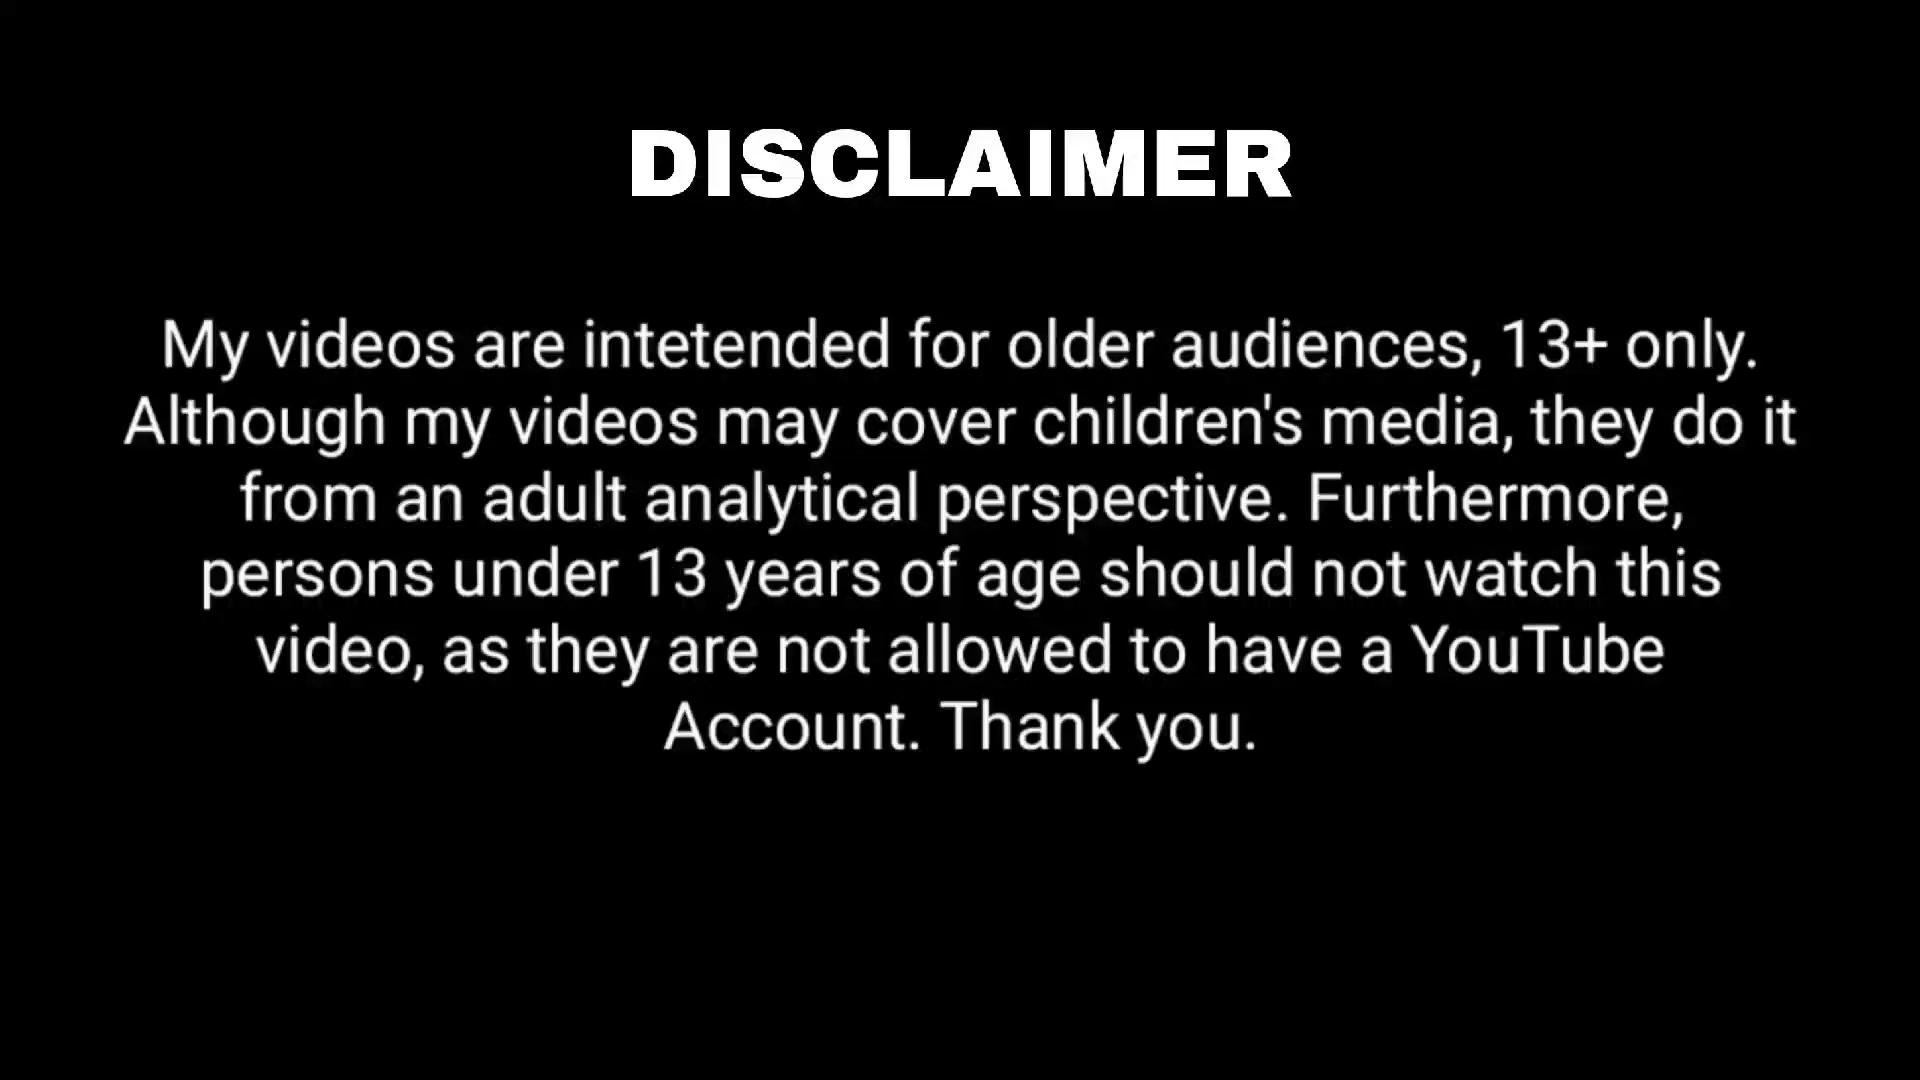 DISCLAIMER
My videos are intetended for older audiences, 13+ only.
Although my videos may cover children's media, they do it
from an adult analytical perspective. Furthermore,
persons under 13 years of age should not watch this
video, as they are not allowed to have a YouTube
Account. Thank you.